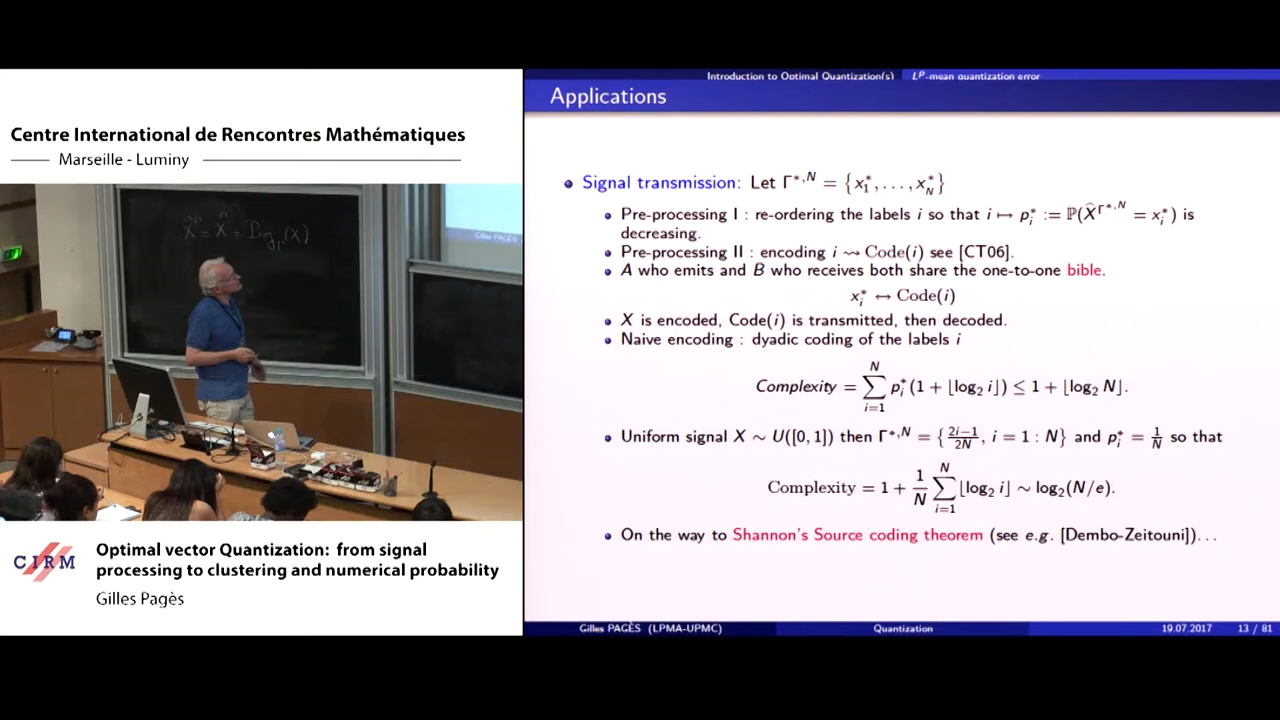 Centre International de Rencontres Mathématiques
Marseille - Luminy
CIRM
Optimal vector Quantization: from signal
processing to clustering and numerical probability
Gilles Pagès
Introduction to Optimal Quantization(s) L^p-mean quantization error
Applications
Signal transmission: Let Γ^{*,N} = {x_1^*, …, x_N^*}
Pre-processing I : re-ordering the labels i so that i ↦ p_i^* := ℙ(X̂^{Γ^{*,N}} = x_i^*) is
decreasing.
Pre-processing II : encoding i ⇝ Code(i) see [CT06].
A who emits and B who receives both share the one-to-one bible.
x_i^* ↔ Code(i)
X is encoded, Code(i) is transmitted, then decoded.
Naive encoding : dyadic coding of the labels i
Complexity = ∑_{i=1}^{N} p_i^*(1 + ⌊log_2 i⌋) ≤ 1 + ⌊log_2 N⌋.
Uniform signal X ∼ U([0, 1]) then Γ^{*,N} = {(2i−1)/(2N), i = 1 : N} and p_i^* = 1/N so that
Complexity = 1 + 1/N ∑_{i=1}^{N} ⌊log_2 i⌋ ∼ log_2(N/e).
On the way to Shannon's Source coding theorem (see e.g. [Dembo-Zeitouni])…
Gilles PAGÈS (LPMA-UPMC) Quantization 19.07.2017 13 / 81